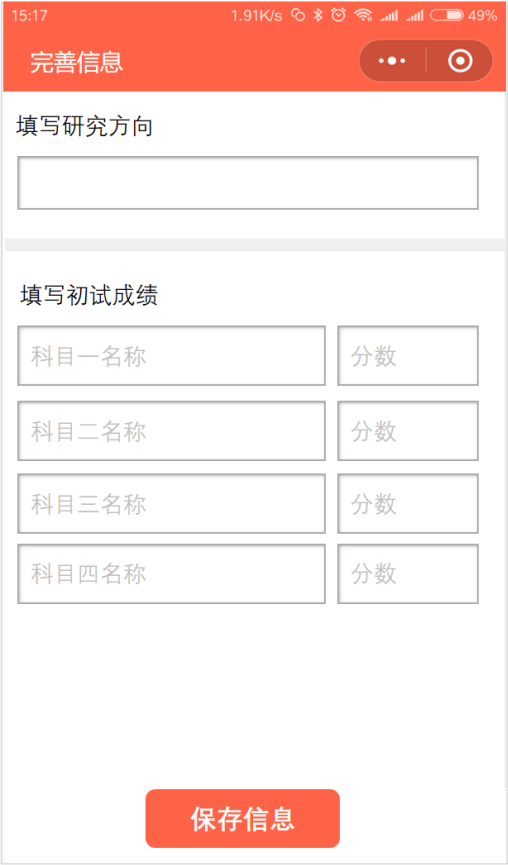 15:17 1.91K/s 49%
完善信息
填写研究方向
填写初试成绩
科目一名称 分数
科目二名称 分数
科目三名称 分数
科目四名称 分数
保存信息